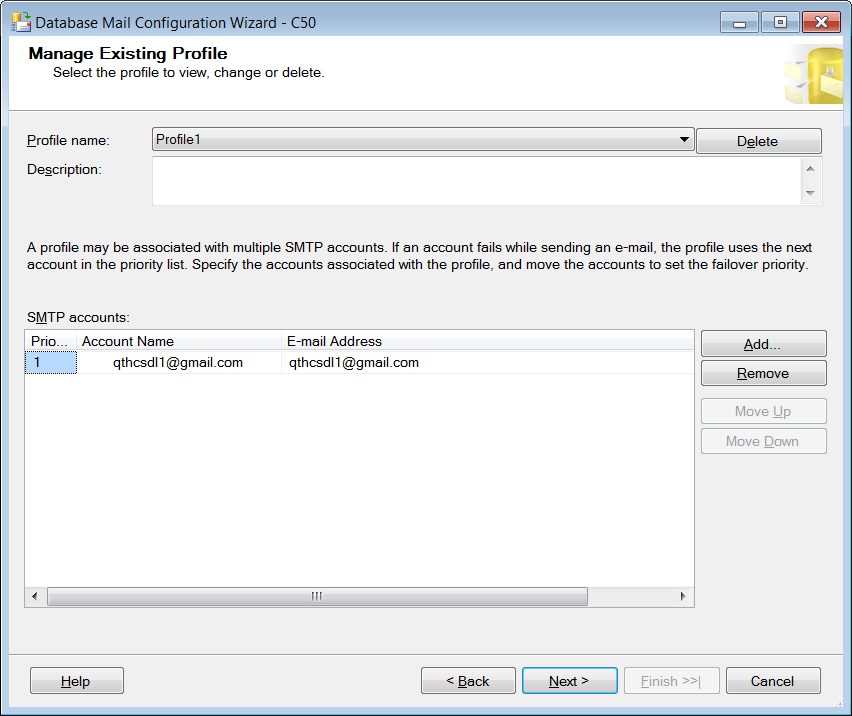 Database Mail Configuration Wizard - C50
Manage Existing Profile
Select the profile to view, change or delete.
Profile name:
Profile1
Delete
Description:
A profile may be associated with multiple SMTP accounts. If an account fails while sending an e-mail, the profile uses the next
account in the priority list. Specify the accounts associated with the profile, and move the accounts to set the failover priority.
SMTP accounts:
Prio... Account Name E-mail Address
1 qthcsdl1@gmail.com qthcsdl1@gmail.com
Add...
Remove
Move Up
Move Down
Help
< Back
Next >
Finish >>|
Cancel